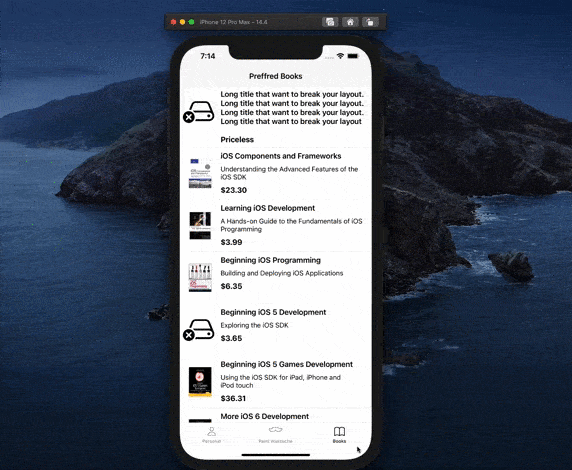 iPhone 12 Pro Max – 14.4
7:14
Preffred Books
Long title that want to break your layout.
Long title that want to break your layout.
Long title that want to break your layout.
Long title that want to break your layout
Priceless
iOS Components and Frameworks
Understanding the Advanced Features of the
iOS SDK
$23.30
Learning iOS Development
A Hands-on Guide to the Fundamentals of iOS
Programming
$3.99
Beginning iOS Programming
Building and Deploying iOS Applications
$6.35
Beginning iOS 5 Development
Exploring the iOS SDK
$3.65
Beginning iOS 5 Games Development
Using the iOS SDK for iPad, iPhone and
iPod touch
$36.31
More iOS 6 Development
Personal
Books